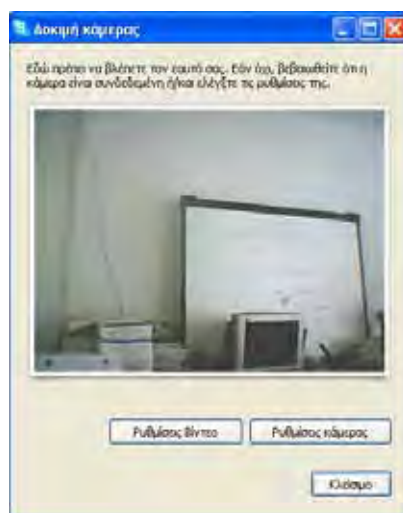 Δοκιμή κάμερας
Εδώ πρέπει να βλέπετε τον εαυτό σας. Εάν όχι, βεβαιωθείτε ότι η
κάμερα είναι συνδεδεμένη ή/και ελέγξτε τις ρυθμίσεις της.
Ρυθμίσεις βίντεο
Ρυθμίσεις κάμερας
Κλείσιμο